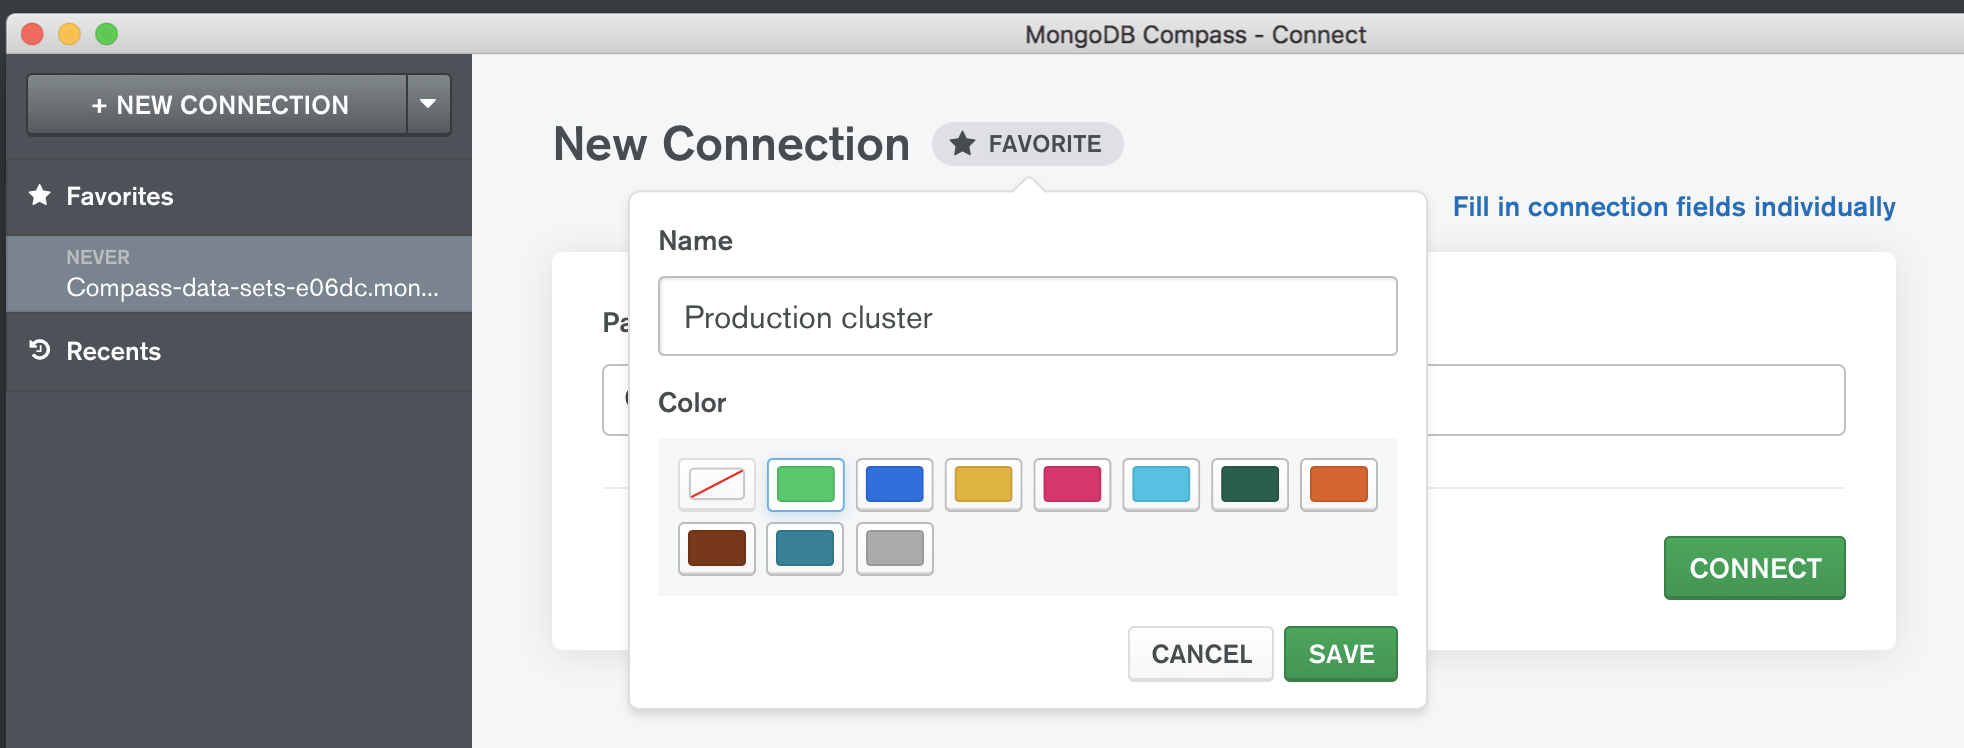 MongoDB Compass - Connect
+ NEW CONNECTION
Favorites
NEVER
Compass-data-sets-e06dc.mon...
Recents
New Connection
FAVORITE
Fill in connection fields individually
Name
Production cluster
Color
CANCEL
SAVE
CONNECT